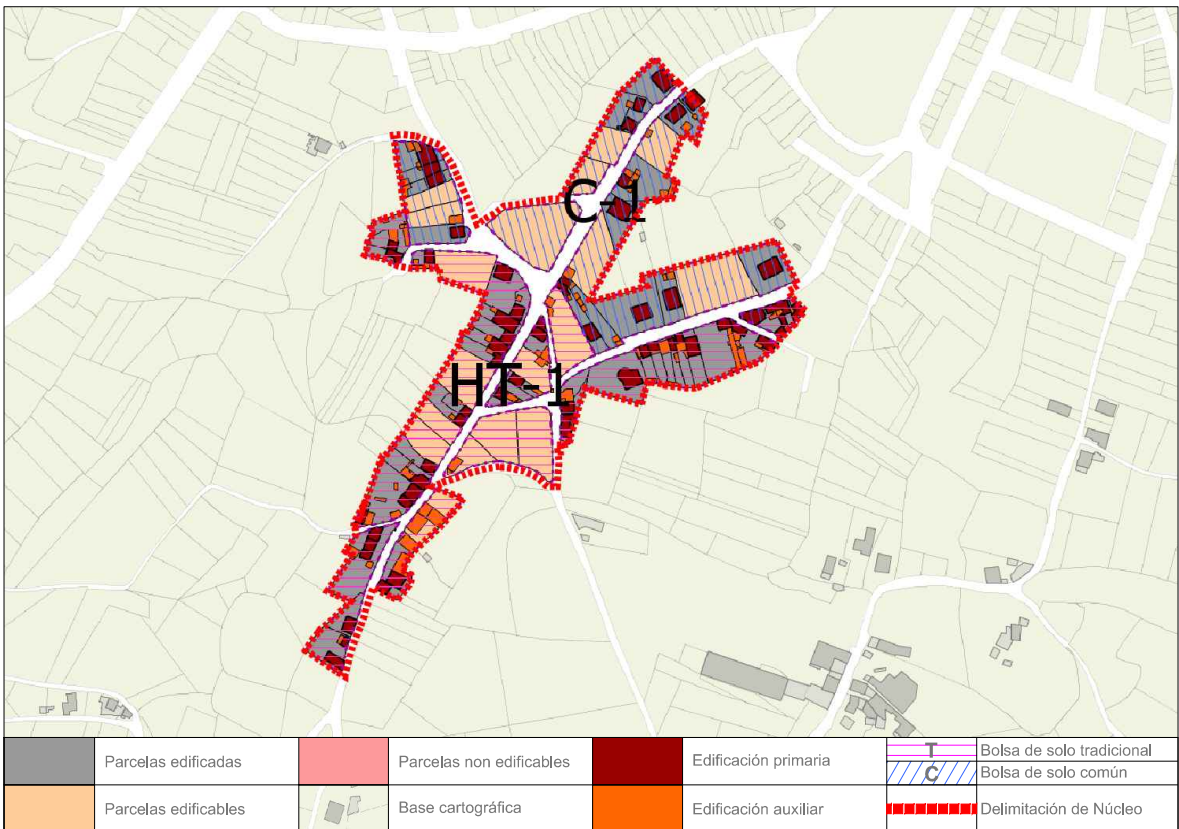 C-1
HT-1
Parcelas edificadas
Parcelas non edificables
Edificación primaria
T
Bolsa de solo tradicional
C
Bolsa de solo común
Parcelas edificables
Base cartográfica
Edificación auxiliar
Delimitación de Núcleo